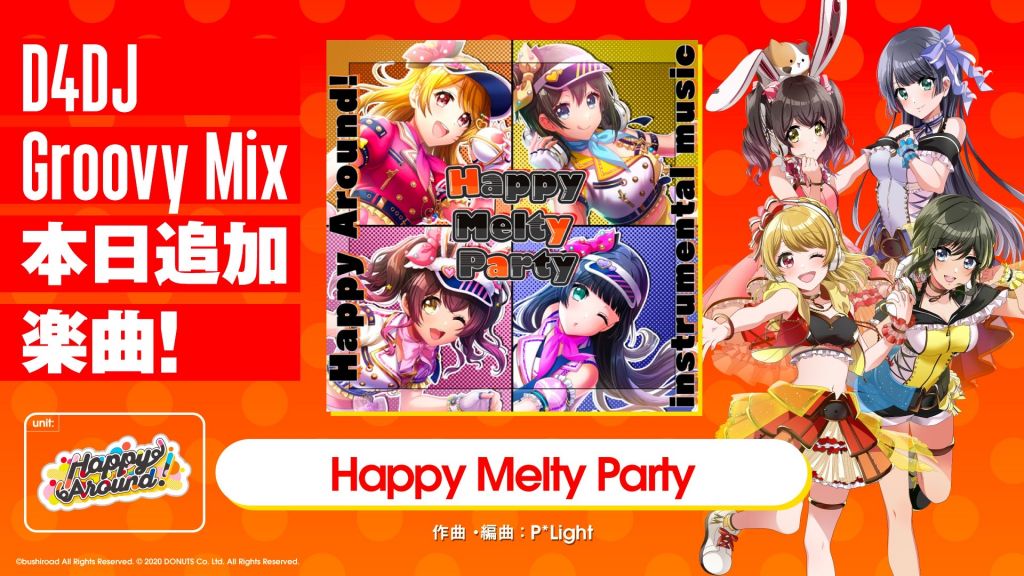 D4DJ
Groovy Mix
本日追加
楽曲!
Happy Around!
Happy
Melty
Party
instrumental music
unit:
Happy
Around!
Happy Melty Party
作曲・編曲：P*Light
©bushiroad All Rights Reserved. © 2020 DONUTS Co. Ltd. All Rights Reserved.